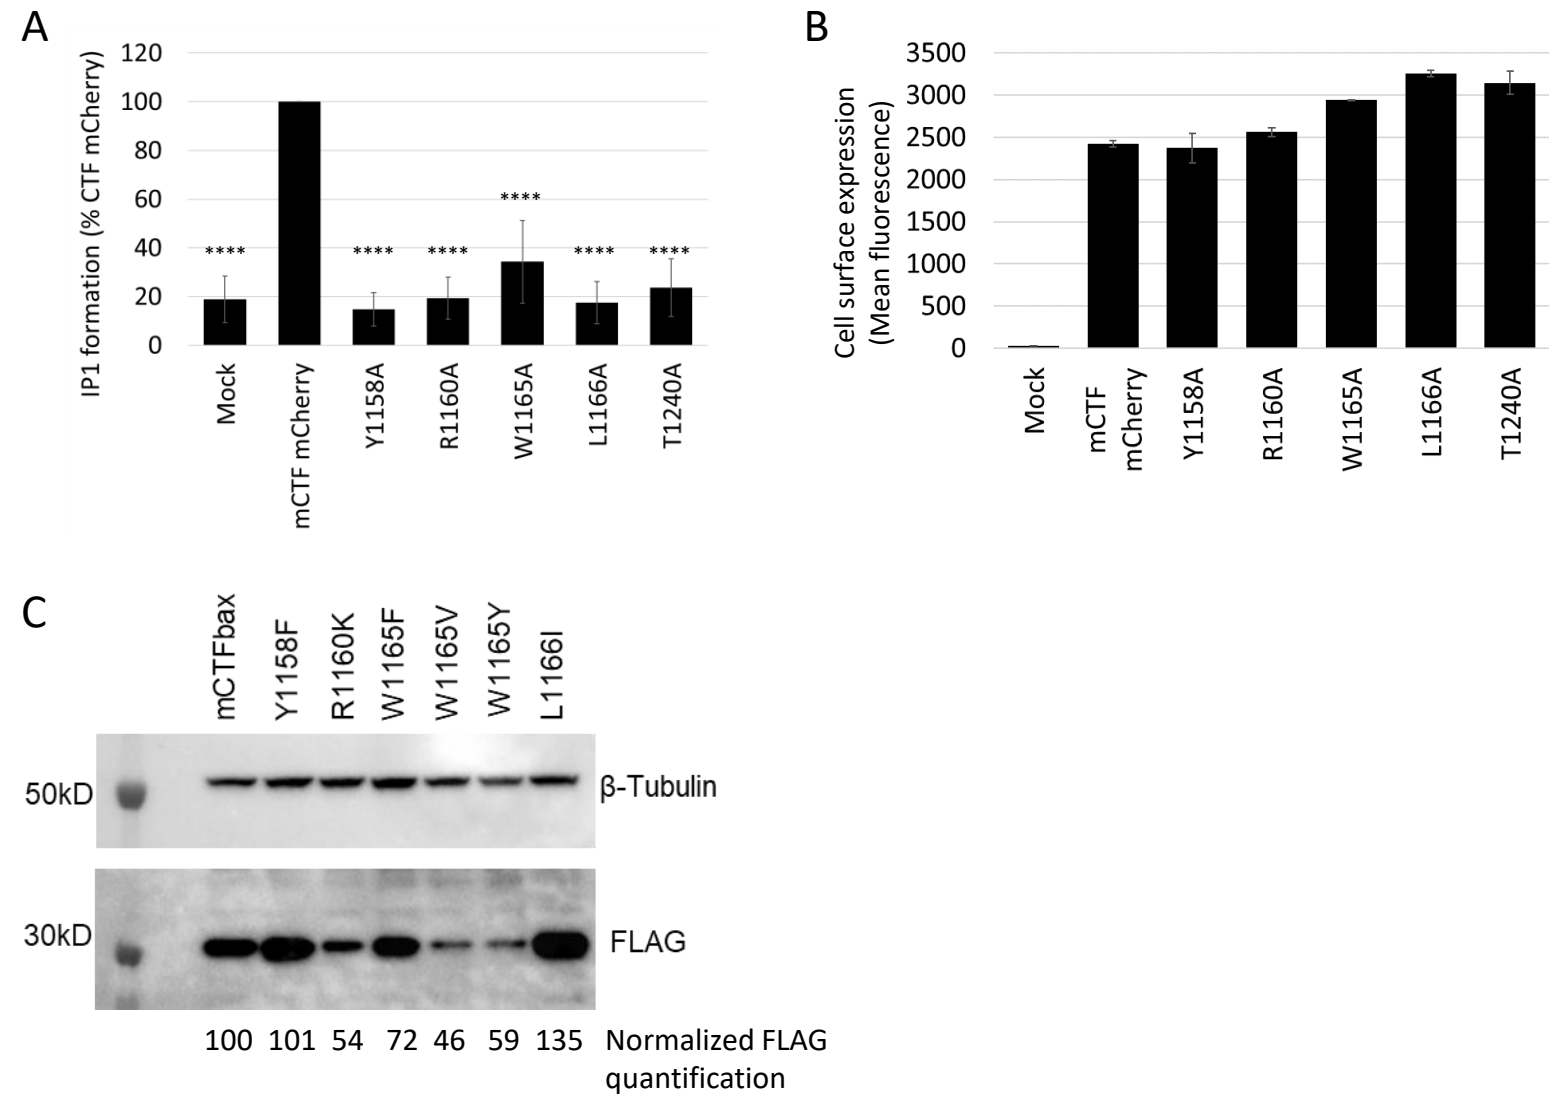 A
IP1 formation (% CTF mCherry)
120
100
80
60
40
20
0
****
****
****
****
****
****
Mock
mCTF mCherry
Y1158A
R1160A
W1165A
L1166A
T1240A
B
Cell surface expression
(Mean fluorescence)
3500
3000
2500
2000
1500
1000
500
0
Mock
mCTF
mCherry
Y1158A
R1160A
W1165A
L1166A
T1240A
C
mCTFbax
Y1158F
R1160K
W1165F
W1165V
W1165Y
L1166I
50kD
β-Tubulin
30kD
FLAG
100 101 54 72 46 59 135 Normalized FLAG
quantification